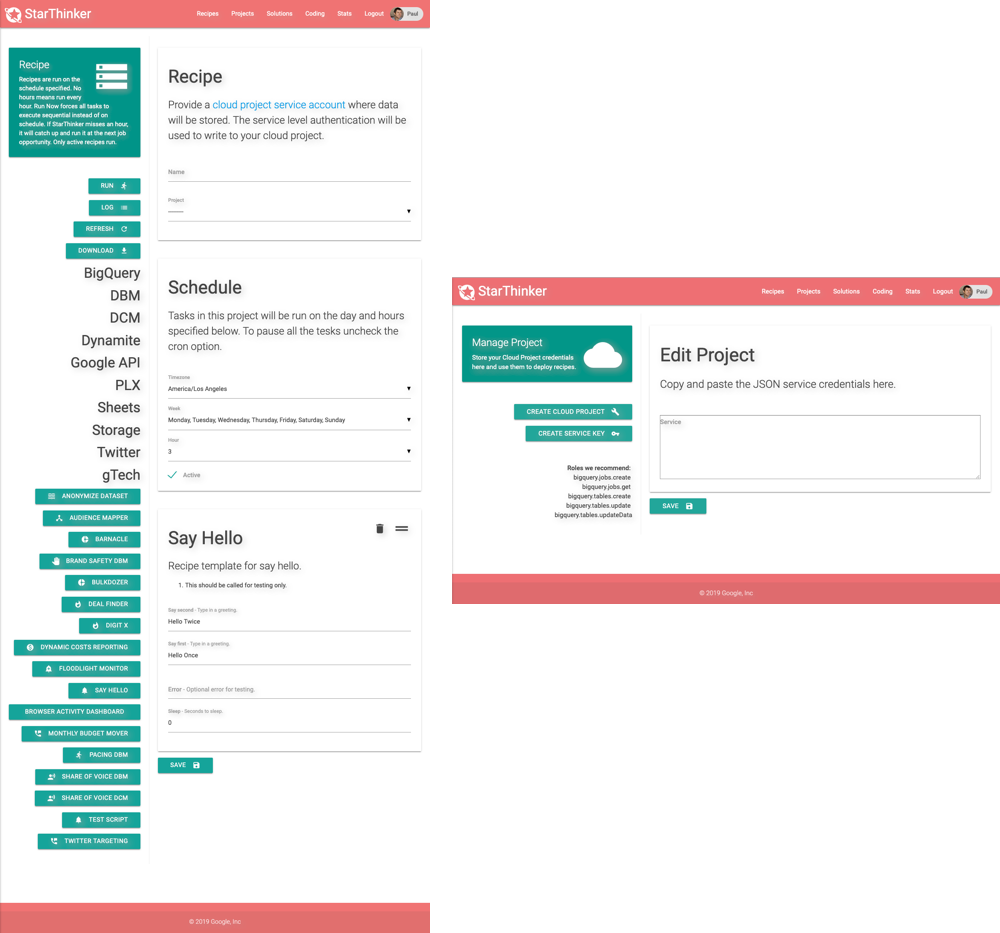 StarThinker
Recipes Projects Solutions Coding Stats Logout Paul
Recipe
Recipes are run on the
schedule specified. No
hours means run every
hour. Run Now forces all tasks to
execute sequential instead of on
schedule. If StarThinker misses an hour,
it will catch up and run it at the next job
opportunity. Only active recipes run.
RUN
LOG
REFRESH
DOWNLOAD
BigQuery
DBM
DCM
Dynamite
Google API
PLX
Sheets
Storage
Twitter
gTech
ANONYMIZE DATASET
AUDIENCE MAPPER
BARNACLE
BRAND SAFETY DBM
BULKDOZER
DEAL FINDER
DIGIT X
DYNAMIC COSTS REPORTING
FLOODLIGHT MONITOR
SAY HELLO
BROWSER ACTIVITY DASHBOARD
MONTHLY BUDGET MOVER
PACING DBM
SHARE OF VOICE DBM
SHARE OF VOICE DCM
TEST SCRIPT
TWITTER TARGETING
Recipe
Provide a cloud project service account where data
will be stored. The service level authentication will be
used to write to your cloud project.
Name
Project
---------
Schedule
Tasks in this project will be run on the day and hours
specified below. To pause all the tasks uncheck the
cron option.
Timezone
America/Los Angeles
Week
Monday, Tuesday, Wednesday, Thursday, Friday, Saturday, Sunday
Hour
3
Active
Say Hello
Recipe template for say hello.
1. This should be called for testing only.
Say second - Type in a greeting.
Hello Twice
Say first - Type in a greeting.
Hello Once
Error - Optional error for testing.
Sleep - Seconds to sleep.
0
SAVE
© 2019 Google, Inc
StarThinker
Recipes Projects Solutions Coding Stats Logout Paul
Manage Project
Store your Cloud Project credentials
here and use them to deploy recipes.
CREATE CLOUD PROJECT
CREATE SERVICE KEY
Roles we recommend:
bigquery.jobs.create
bigquery.jobs.get
bigquery.tables.create
bigquery.tables.update
bigquery.tables.updateData
Edit Project
Copy and paste the JSON service credentials here.
Service
SAVE
© 2019 Google, Inc